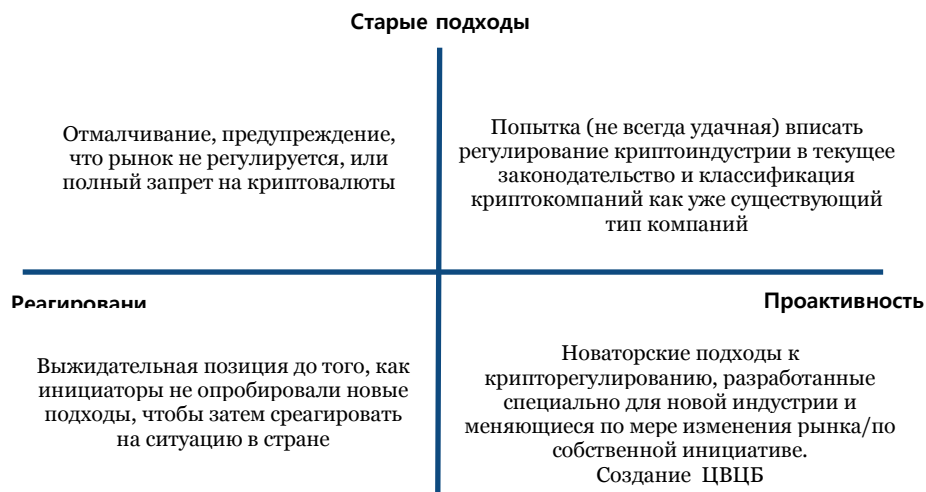 Старые подходы
Отмалчивание, предупреждение,
что рынок не регулируется, или
полный запрет на криптовалюты
Попытка (не всегда удачная) вписать
регулирование криптоиндустрии в текущее
законодательство и классификация
криптокомпаний как уже существующий
тип компаний
Реагировани
Проактивность
Выжидательная позиция до того, как
инициаторы не опробировали новые
подходы, чтобы затем среагировать
на ситуацию в стране
Новаторские подходы к
крипторегулированию, разработанные
специально для новой индустрии и
меняющиеся по мере изменения рынка/по
собственной инициативе.
Создание ЦВЦБ